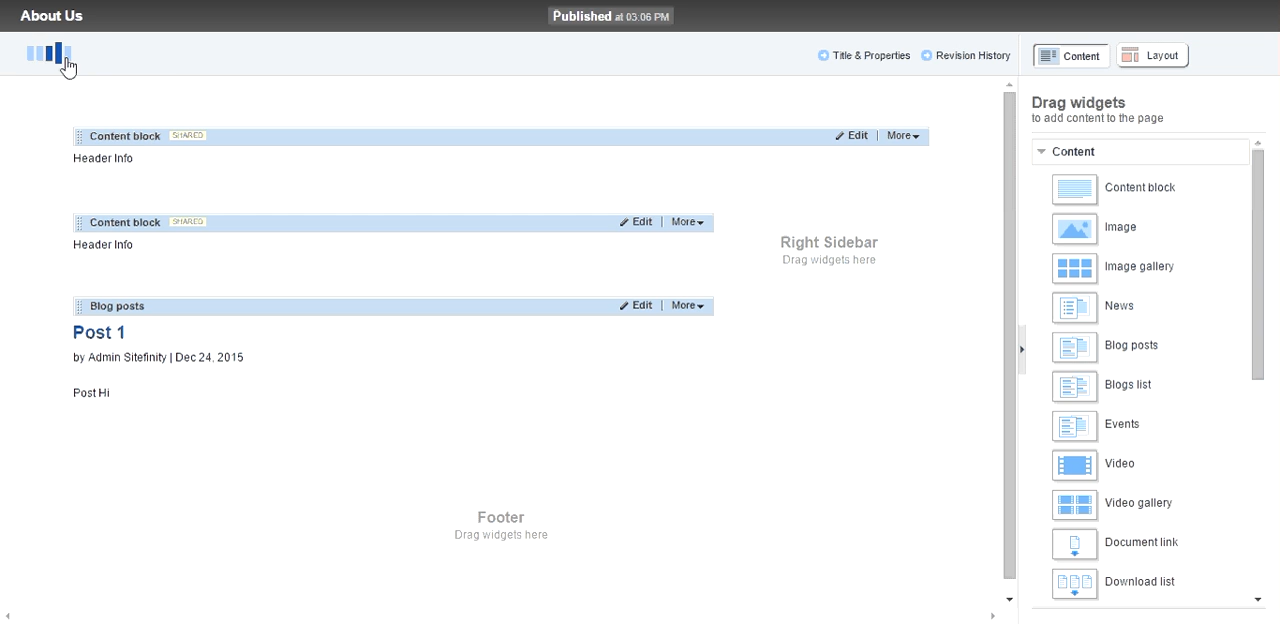 About Us
Published at 03:06 PM
Title & Properties
Revision History
Content
Layout
Drag widgets
to add content to the page
Content
Content block
Image
Image gallery
News
Blog posts
Blogs list
Events
Video
Video gallery
Document link
Download list
Content block SHARED Edit | More
Header Info
Content block SHARED Edit | More
Header Info
Right Sidebar
Drag widgets here
Blog posts Edit | More
Post 1
by Admin Sitefinity | Dec 24, 2015
Post Hi
Footer
Drag widgets here